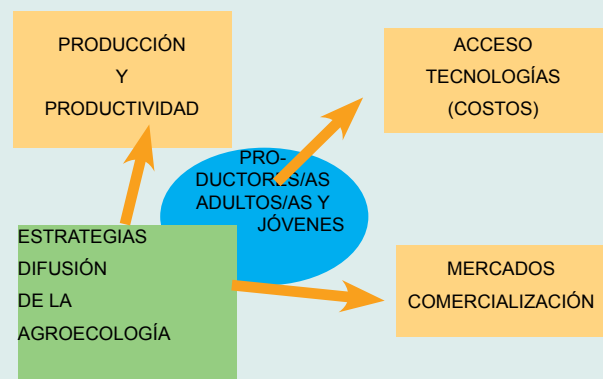 PRODUCCIÓN
Y
PRODUCTIVIDAD
ACCESO
TECNOLOGÍAS
(COSTOS)
PRO-
DUCTORES/AS
ADULTOS/AS Y
JÓVENES
ESTRATEGIAS
DIFUSIÓN
DE LA
AGROECOLOGÍA
MERCADOS
COMERCIALIZACIÓN